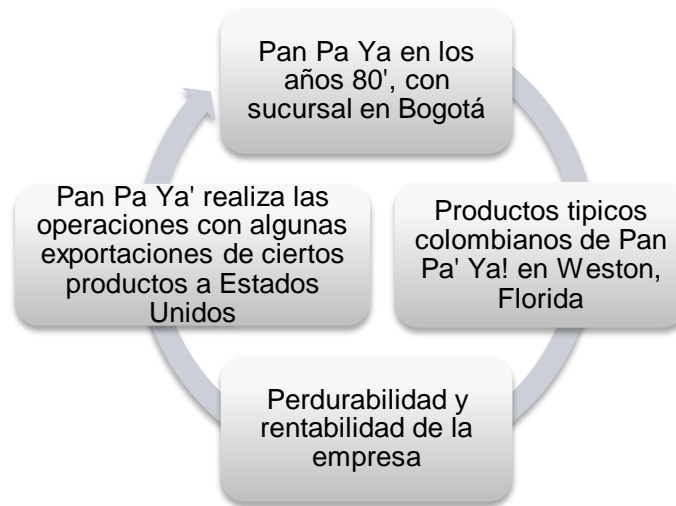 Pan Pa Ya en los
años 80', con
sucursal en Bogotá
Productos tipicos
colombianos de Pan
Pa' Ya! en Weston,
Florida
Perdurabilidad y
rentabilidad de la
empresa
Pan Pa Ya' realiza las
operaciones con algunas
exportaciones de ciertos
productos a Estados
Unidos